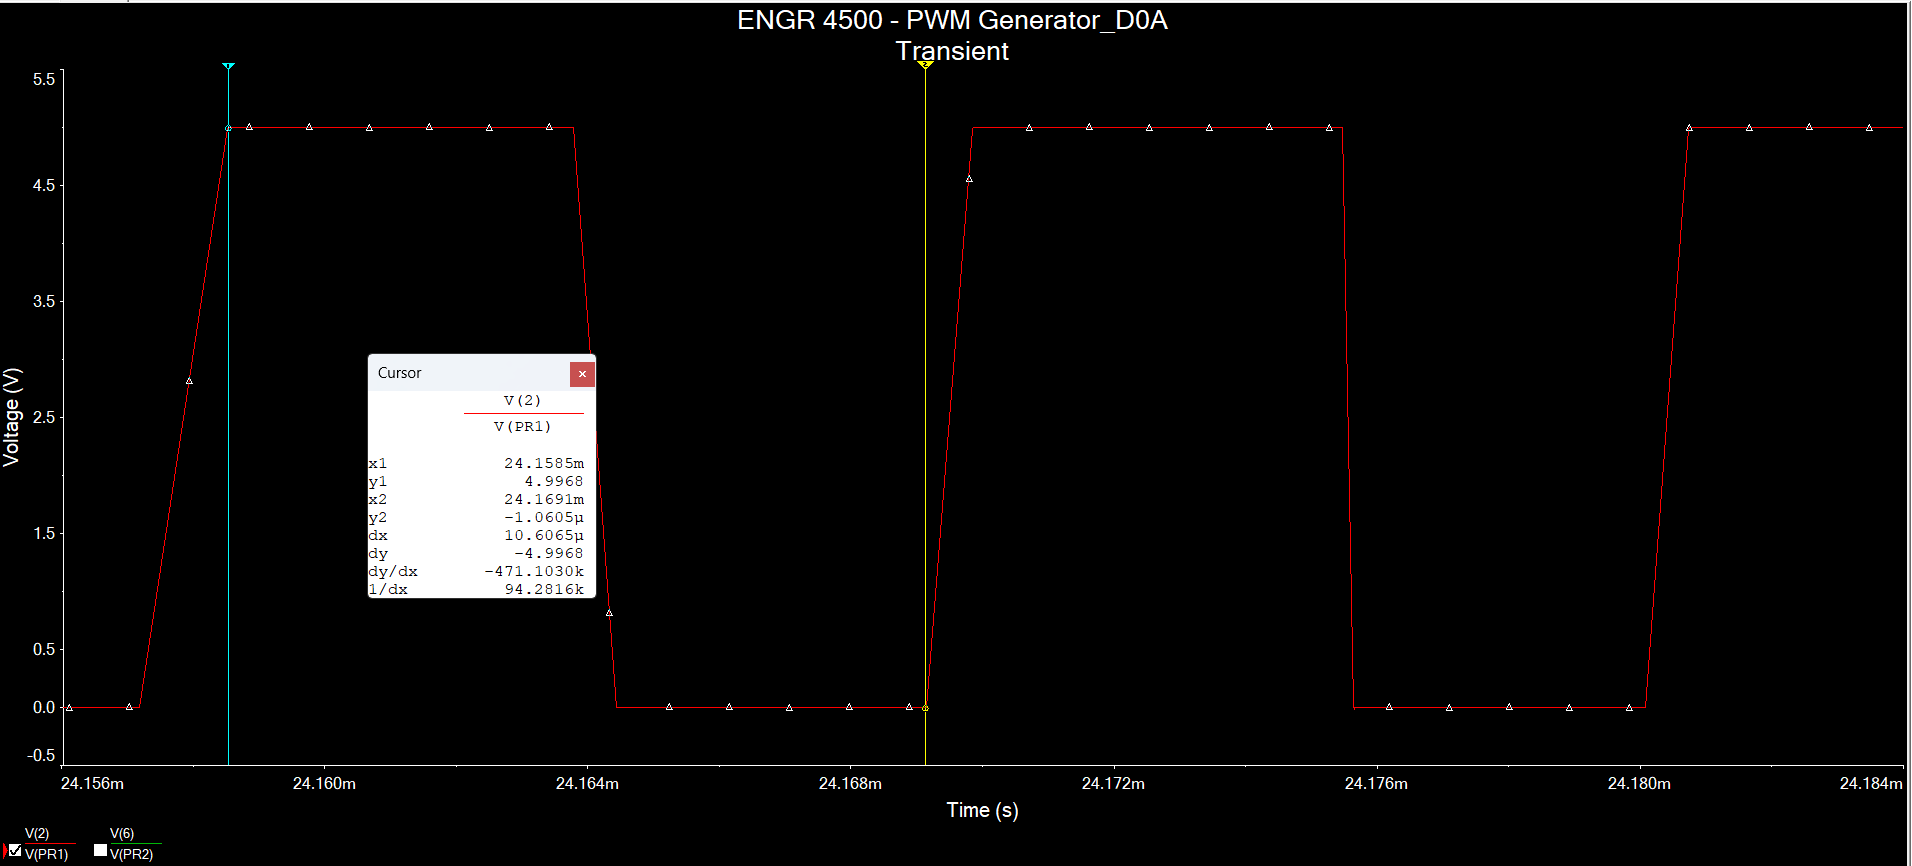 ENGR 4500 - PWM Generator_D0A
Transient
5.5
4.5
3.5
2.5
1.5
0.5
0.0
-0.5
Voltage (V)
Cursor
V(2)
V(PR1)
x1 24.1585m
y1 4.9968
x2 24.1691m
y2 -1.0605µ
dx 10.6065µ
dy -4.9968
dy/dx -471.1030k
1/dx 94.2816k
24.156m 24.160m 24.164m 24.168m 24.172m 24.176m 24.180m 24.184m
Time (s)
V(2) V(6)
V(PR1) V(PR2)